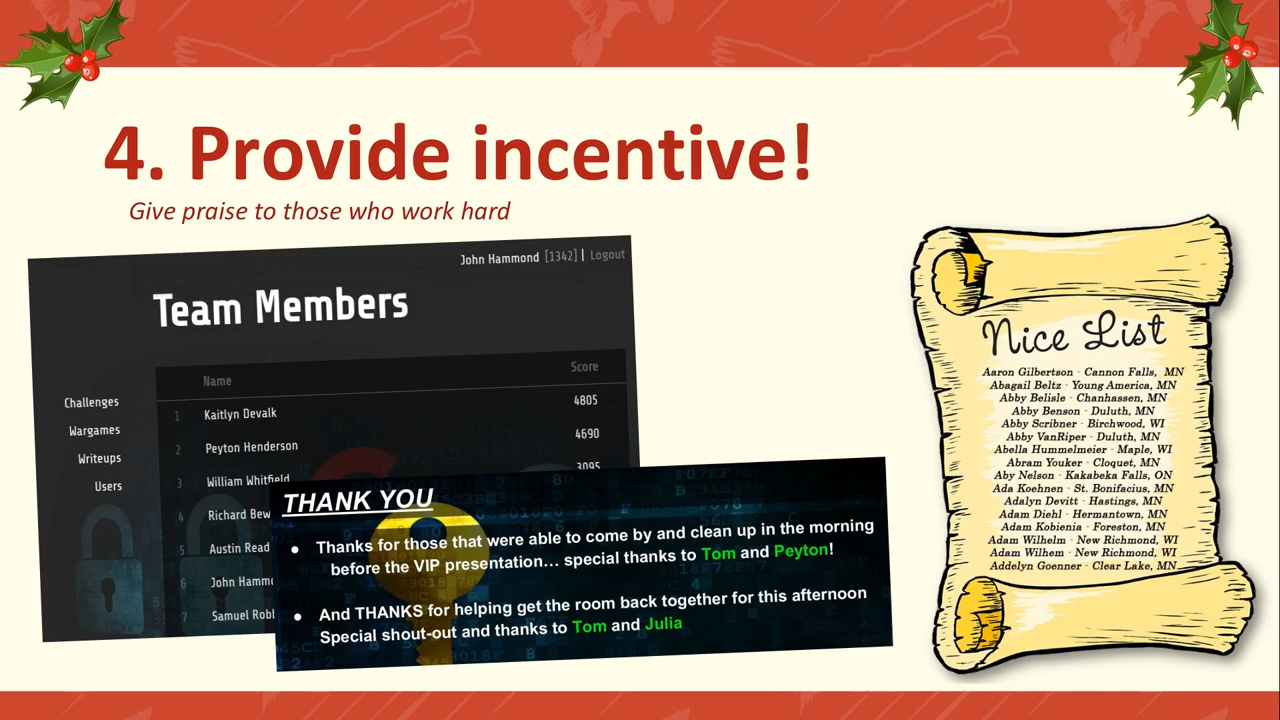 4. Provide incentive!
Give praise to those who work hard
John Hammond [1342] | Logout
Team Members
Name Score
Challenges
Wargames
Writeups
Users
1 Kaitlyn Devalk 4805
2 Peyton Henderson 4690
3 William Whitfield 3095
4 Richard
5 Austin Read
6 John
7 Samuel
THANK YOU
● Thanks for those that were able to come by and clean up in the morning
before the VIP presentation... special thanks to Tom and Peyton!
● And THANKS for helping get the room back together for this afternoon
Special shout-out and thanks to Tom and Julia
Nice List
Aaron Gilbertson - Cannon Falls, MN
Abagail Beltz - Young America, MN
Abby Belisle - Chanhassen, MN
Abby Benson - Duluth, MN
Abby Scribner - Birchwood, WI
Abby VanRiper - Duluth, MN
Abella Hummelmeier - Maple, WI
Abram Youker - Cloquet, MN
Aby Nelson - Kakabeka Falls, ON
Ada Koehnen - St. Bonifacius, MN
Adalyn Devitt - Hastings, MN
Adam Diehl - Hermantown, MN
Adam Kobienia - Foreston, MN
Adam Wilhelm - New Richmond, WI
Adam Wilhem - New Richmond, WI
Addelyn Goenner - Clear Lake, MN